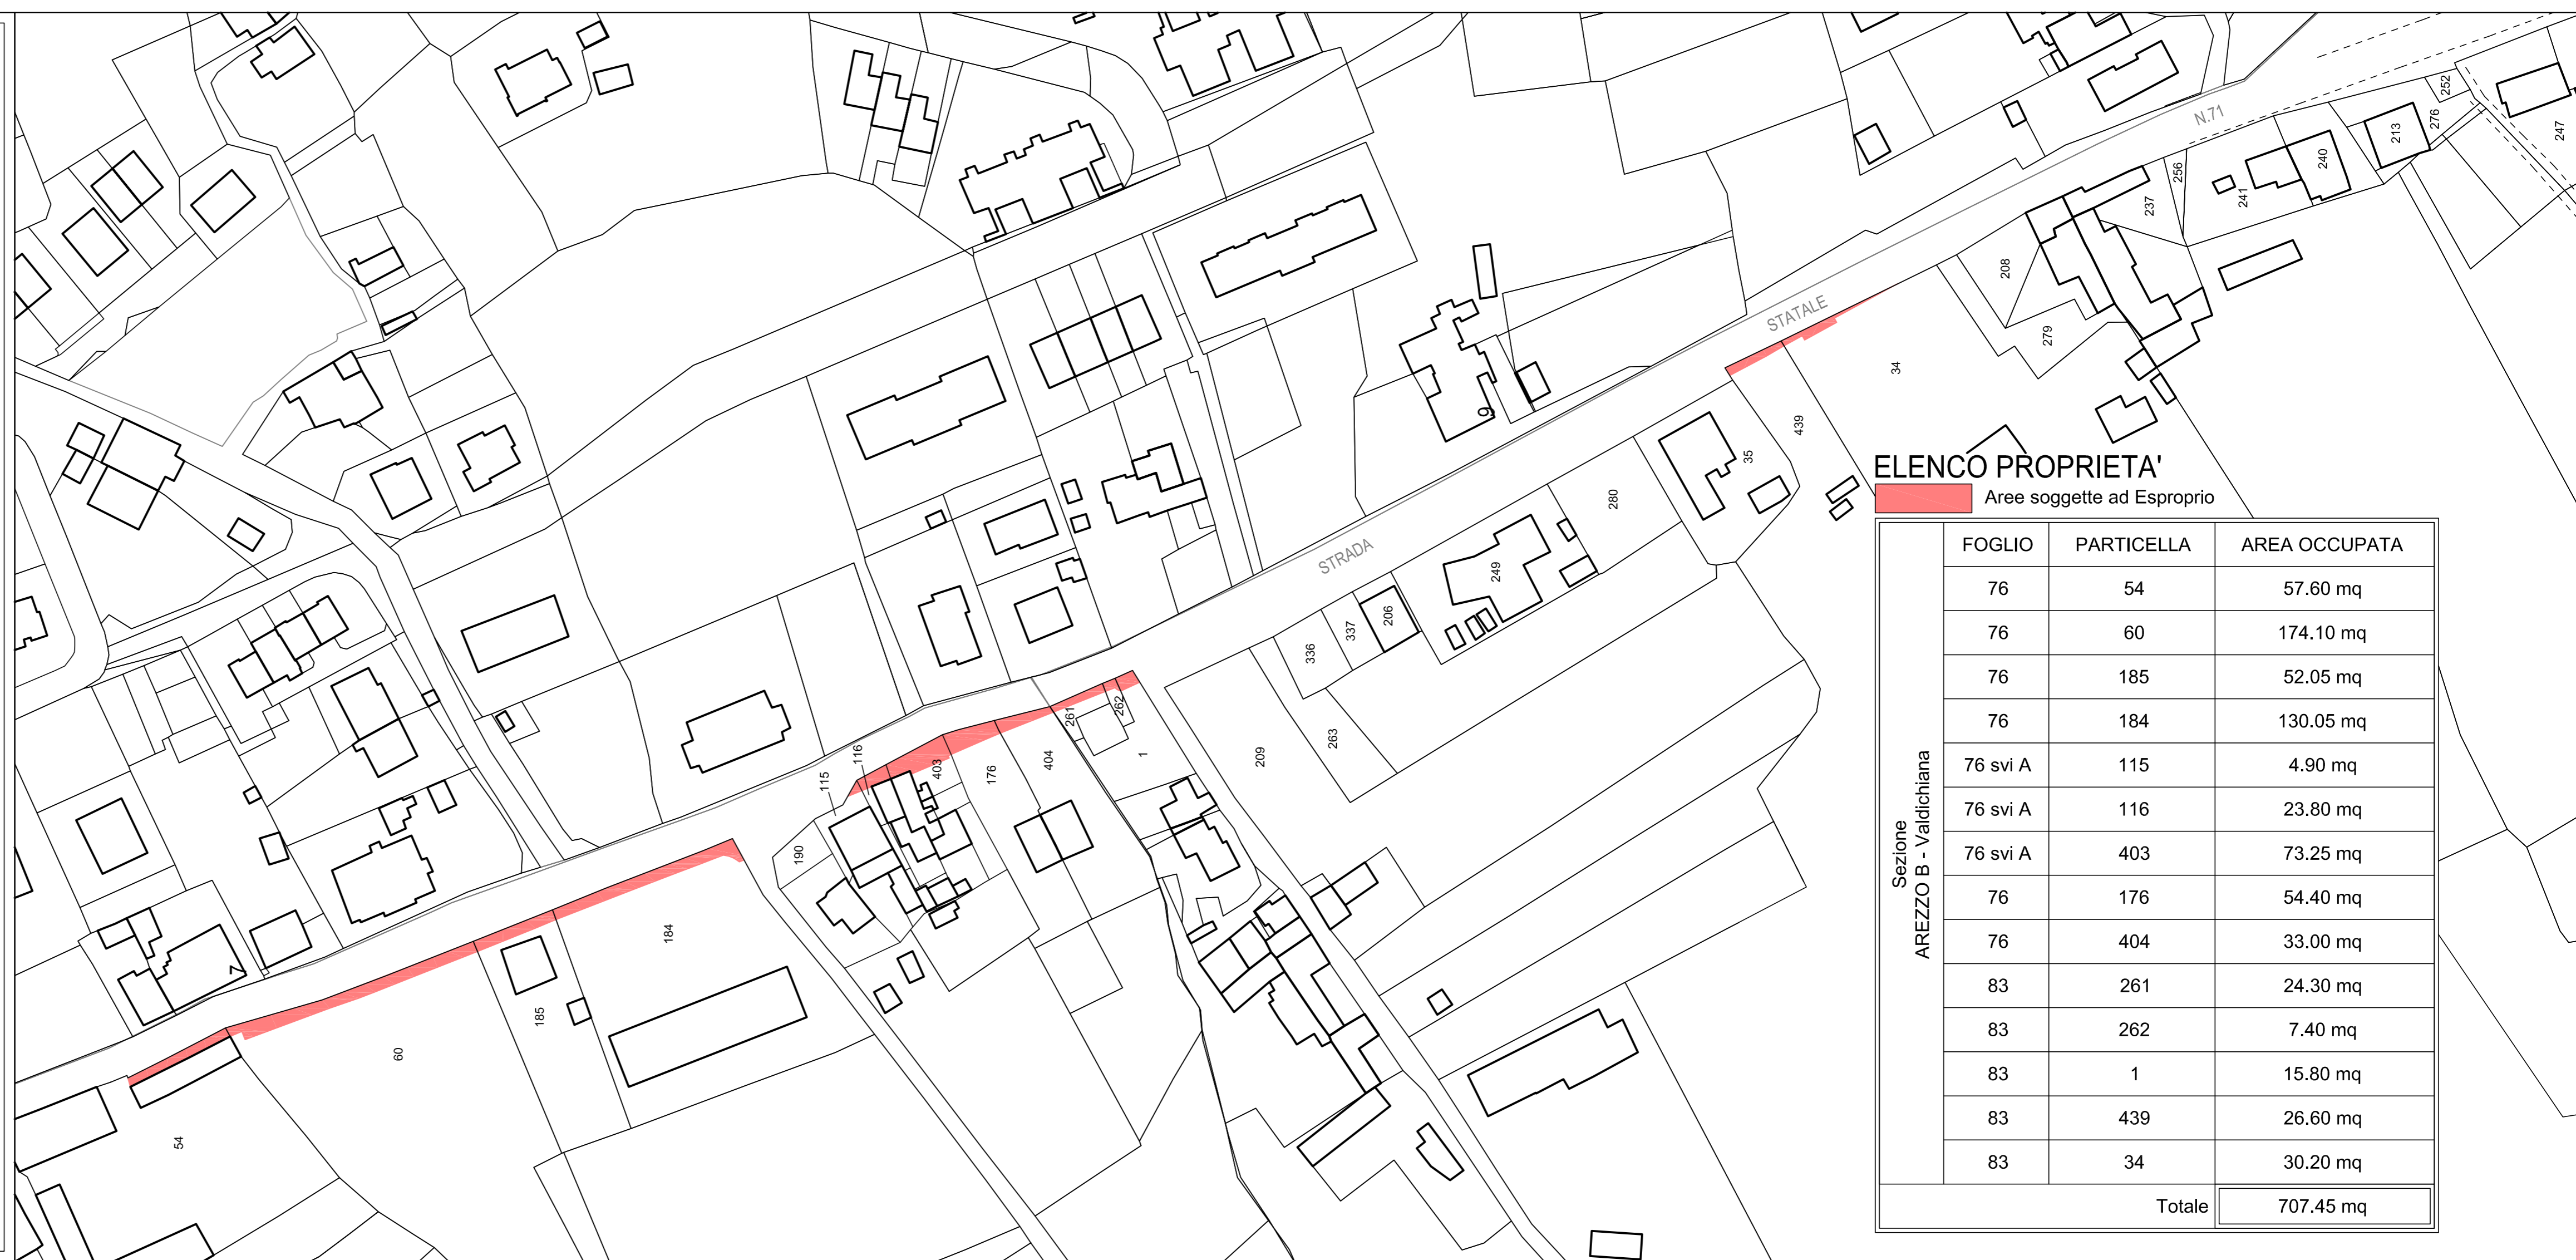 252
N.71
276
247
213
240
256
241
237
208
279
STATALE
34
9
439
35
STRADA
280
249
206
337
336
262
261
1
209
263
404
403
176
116
115
190
184
185
7
60
54
ELENCO PROPRIETA'
Aree soggette ad Esproprio
Sezione
AREZZO B - Valdichiana
FOGLIO PARTICELLA AREA OCCUPATA
76 54 57.60 mq
76 60 174.10 mq
76 185 52.05 mq
76 184 130.05 mq
76 svi A 115 4.90 mq
76 svi A 116 23.80 mq
76 svi A 403 73.25 mq
76 176 54.40 mq
76 404 33.00 mq
83 261 24.30 mq
83 262 7.40 mq
83 1 15.80 mq
83 439 26.60 mq
83 34 30.20 mq
Totale 707.45 mq